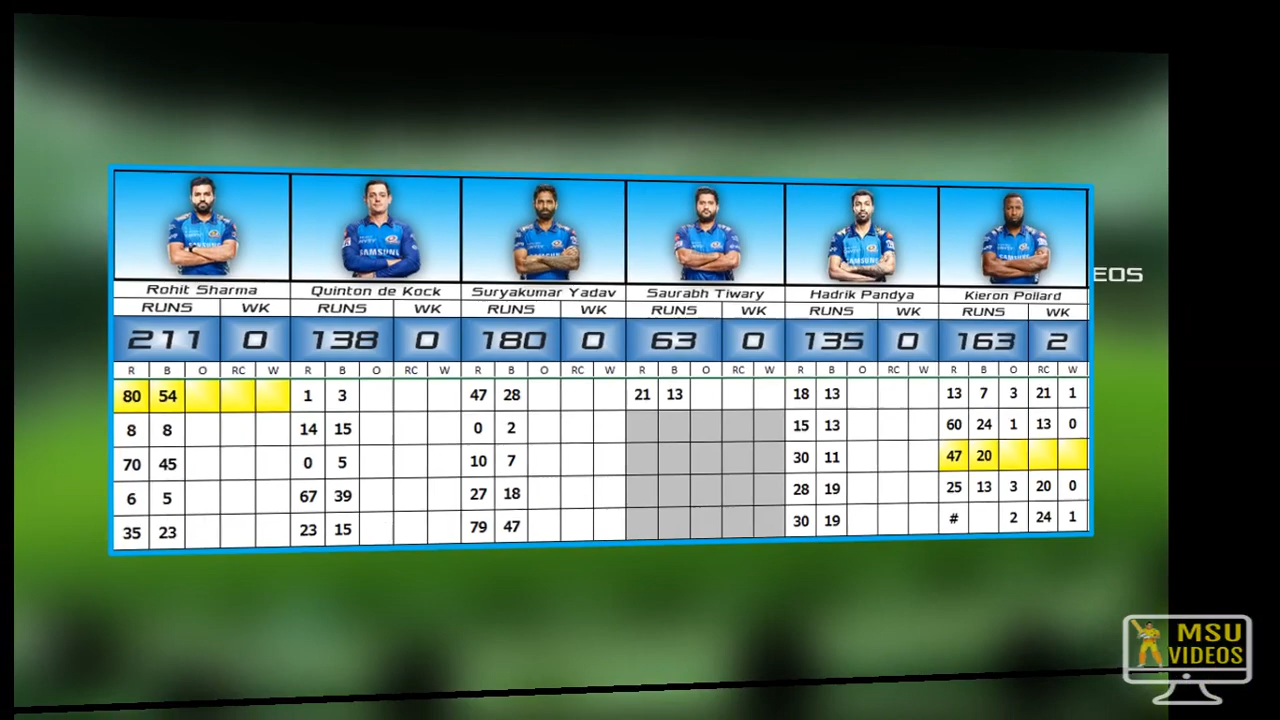 Rohit Sharma Quinton de Kock Suryakumar Yadav Saurabh Tiwary Hadrik Pandya Kieron Pollard
RUNS WK RUNS WK RUNS WK RUNS WK RUNS WK RUNS WK
211 0 138 0 180 0 63 0 135 0 163 2
R B O RC W R B O RC W R B O RC W R B O RC W R B O RC W R B O RC W
80 54 1 3 47 28 21 13 18 13 13 7 3 21 1
8 8 14 15 0 2 15 13 60 24 1 13 0
70 45 0 5 10 7 30 11 47 20
6 5 67 39 27 18 28 19 25 13 3 20 0
35 23 23 15 79 47 30 19 # 2 24 1
EOS
MSU
VIDEOS